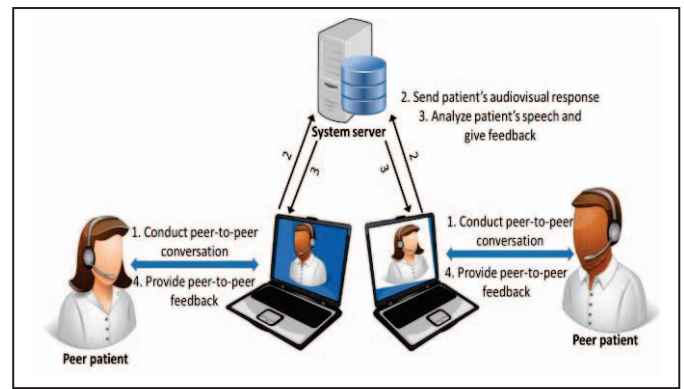 2. Send patient's audiovisual response
3. Analyze patient's speech and
give feedback
System server
2
3
3
2
1. Conduct peer-to-peer
conversation
4. Provide peer-to-peer
feedback
Peer patient
1. Conduct peer-to-peer
conversation
4. Provide peer-to-peer
feedback
Peer patient